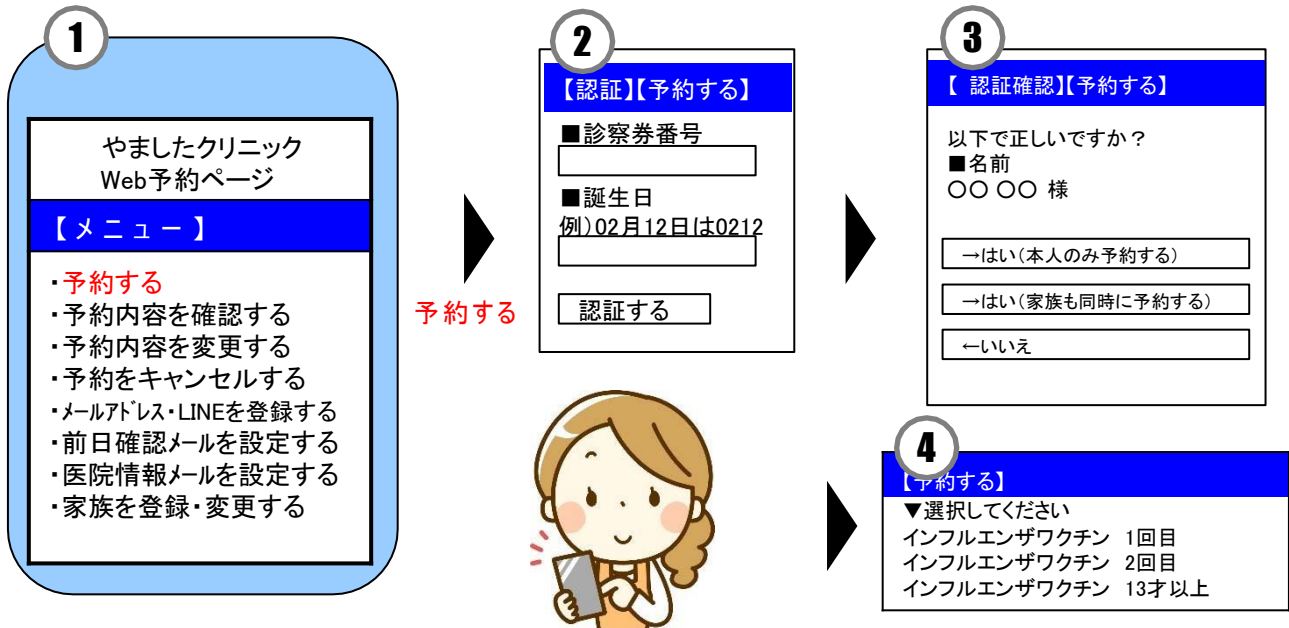 1
やましたクリニック
Web予約ページ
【メニュー】
・予約する
・予約内容を確認する
・予約内容を変更する
・予約をキャンセルする
・メールアドレス・LINEを登録する
・前日確認メールを設定する
・医院情報メールを設定する
・家族を登録・変更する
予約する
2
【認証】【予約する】
■診察券番号
■誕生日
例）02月12日は0212
認証する
3
【 認証確認】【予約する】
以下で正しいですか？
■名前
○○ ○○ 様
→はい（本人のみ予約する）
→はい（家族も同時に予約する）
←いいえ
4
【予約する】
▼選択してください
インフルエンザワクチン 1回目
インフルエンザワクチン 2回目
インフルエンザワクチン 13才以上